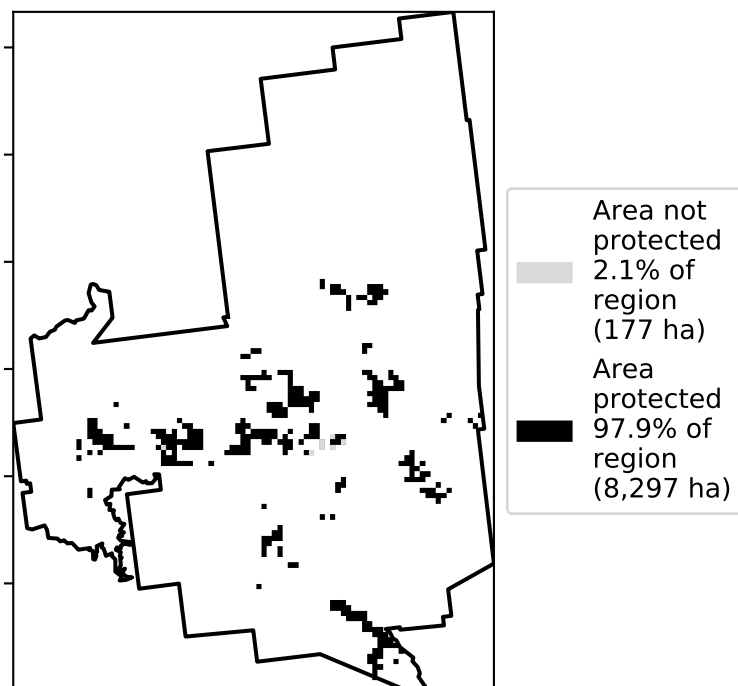 Area not
protected
2.1% of
region
(177 ha)
Area
protected
97.9% of
region
(8,297 ha)